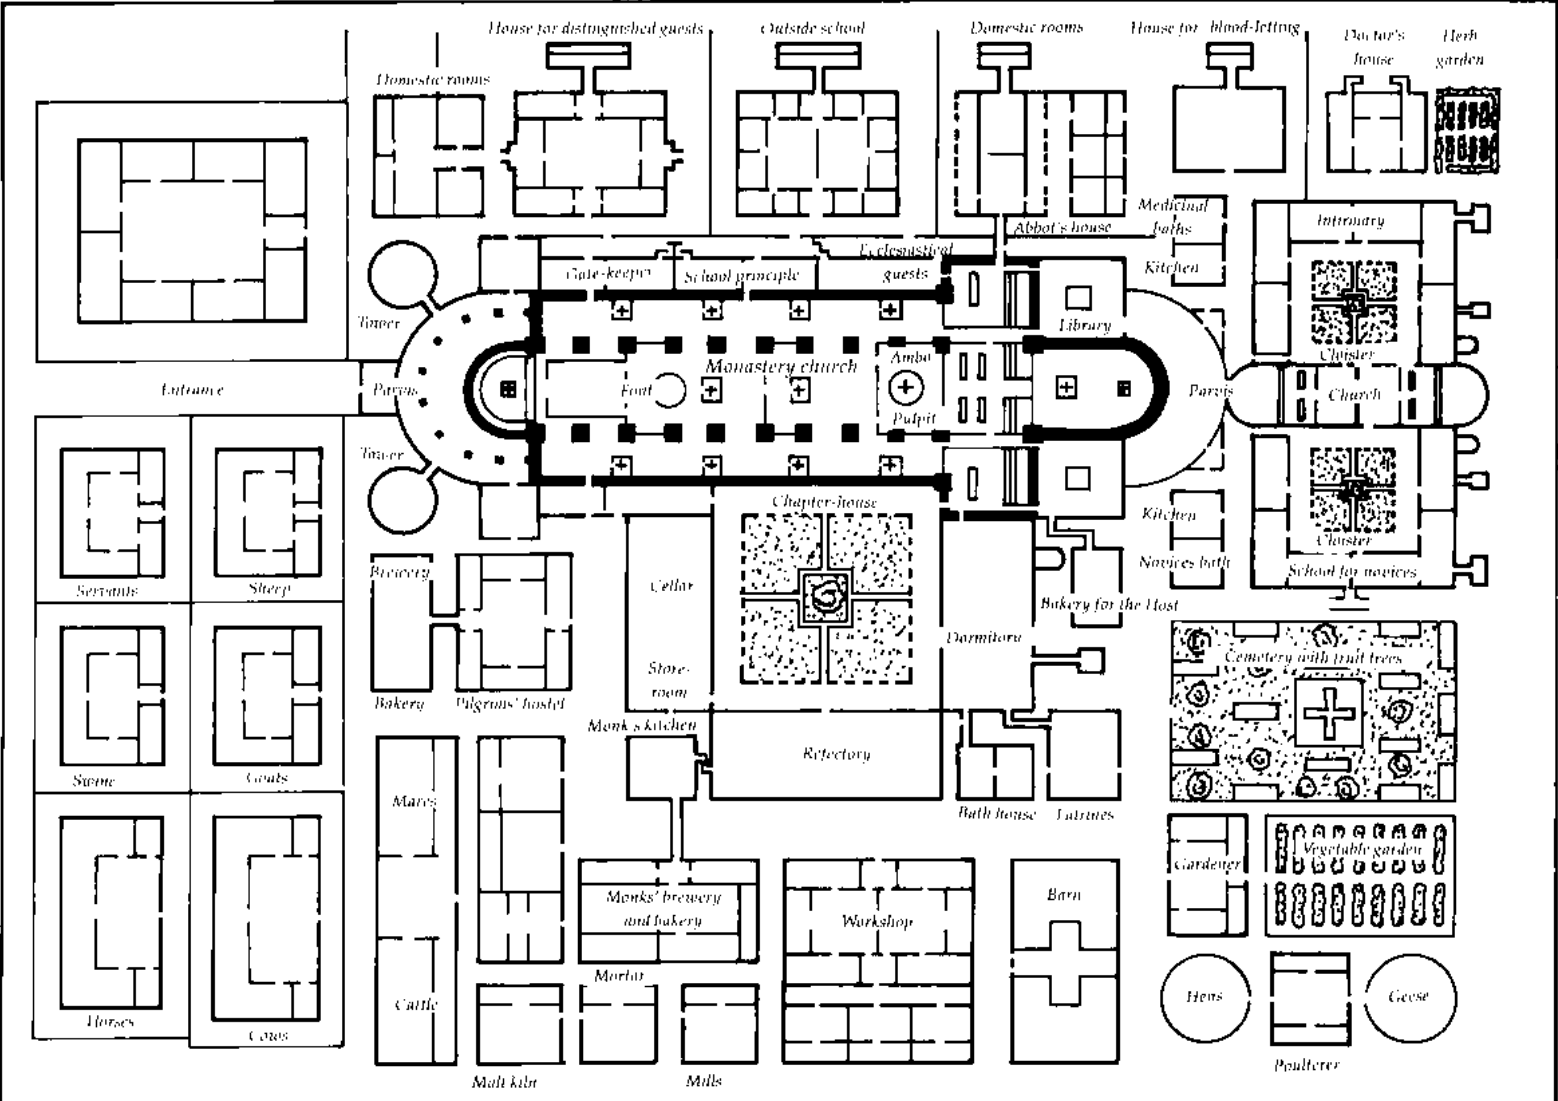 House for distinguished guests
Outside school
Domestic rooms
House for blood-letting
Doctor's
house
Herb
garden
Domestic rooms
Medicinal
baths
Infirmary
Abbot's house
Ecclesiastical
guests
Gate-keeper
School principle
Kitchen
Tower
Library
Cloister
Monastery church
Ambo
Entrance
Parvis
Font
Parvis
Church
Pulpit
Tower
Chapter-house
Kitchen
Cloister
Brewery
Novices bath
School for novices
Servants
Sheep
Cellar
Bakery for the Host
Dormitory
Cemetery with fruit trees
Store-
room
Bakery
Pilgrims' hostel
Monk's kitchen
Refectory
Swine
Goats
Mares
Bath house
Latrines
Gardener
Vegetable garden
Monks' brewery
and bakery
Workshop
Barn
Mortar
Cattle
Hens
Geese
Horses
Cows
Poulterer
Malt kiln
Mills